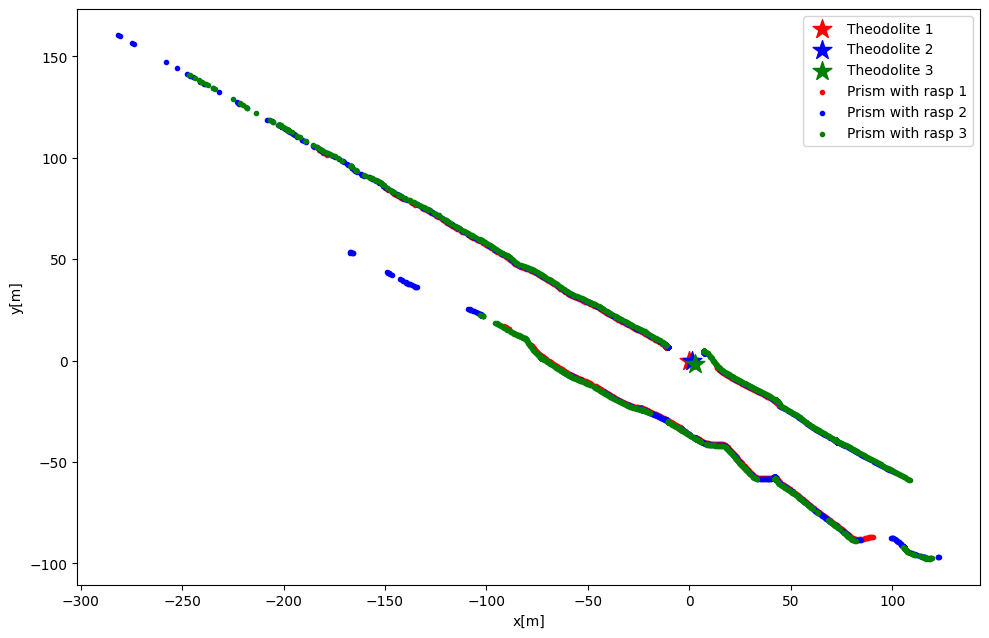 Theodolite 1
Theodolite 2
Theodolite 3
Prism with rasp 1
Prism with rasp 2
Prism with rasp 3
150
100
50
0
−50
−100
y[m]
−300 −250 −200 −150 −100 −50 0 50 100
x[m]